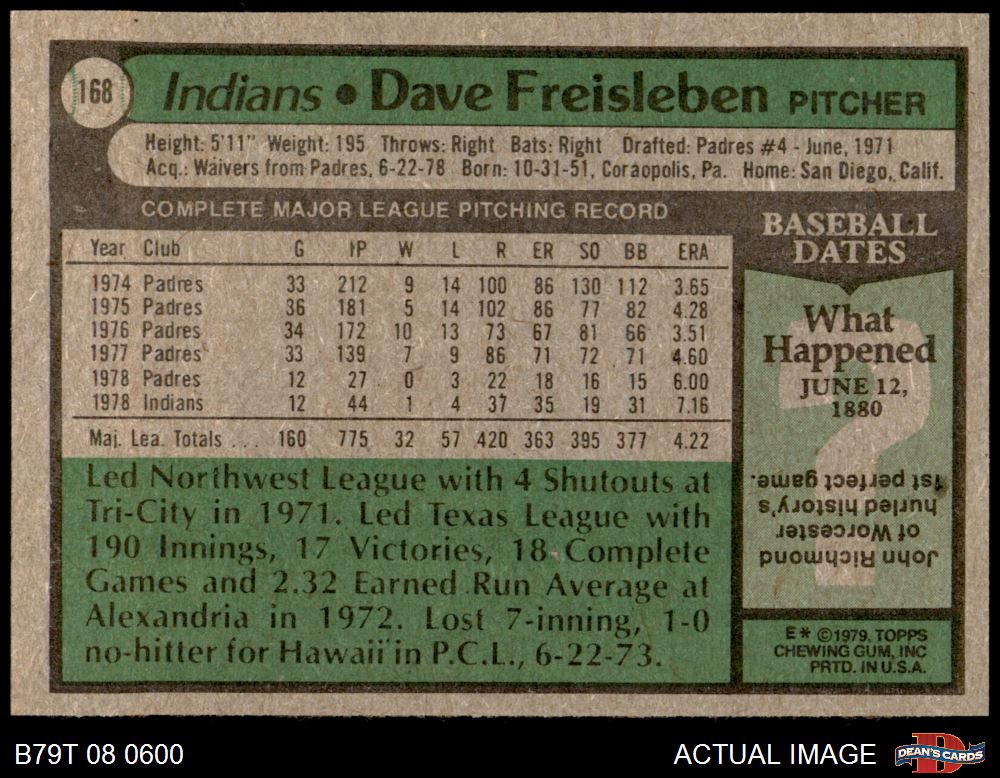 168
Indians • Dave Freisleben PITCHER
Height: 5'11" Weight: 195 Throws: Right Bats: Right Drafted: Padres #4 - June, 1971
Acq.: Waivers from Padres, 6-22-78 Born: 10-31-51, Coraopolis, Pa. Home: San Diego, Calif.
COMPLETE MAJOR LEAGUE PITCHING RECORD
Year Club G IP W L R ER SO BB ERA
1974 Padres 33 212 9 14 100 86 130 112 3.65
1975 Padres 36 181 5 14 102 86 77 82 4.28
1976 Padres 34 172 10 13 73 67 81 66 3.51
1977 Padres 33 139 7 9 86 71 72 71 4.60
1978 Padres 12 27 0 3 22 18 16 15 6.00
1978 Indians 12 44 1 4 37 35 19 31 7.16
Maj. Lea. Totals ... 160 775 32 57 420 363 395 377 4.22
Led Northwest League with 4 Shutouts at
Tri-City in 1971. Led Texas League with
190 Innings, 17 Victories, 18 Complete
Games and 2.32 Earned Run Average at
Alexandria in 1972. Lost 7-inning, 1-0
no-hitter for Hawaii in P.C.L., 6-22-73.
BASEBALL
DATES
What
Happened
JUNE 12,
1880
?
John Richmond
of Worcester
hurled history's
1st perfect game.
E* ©1979, TOPPS
CHEWING GUM, INC
PRTD. IN U.S.A.
B79T 08 0600
ACTUAL IMAGE
D
DEAN'S CARDS